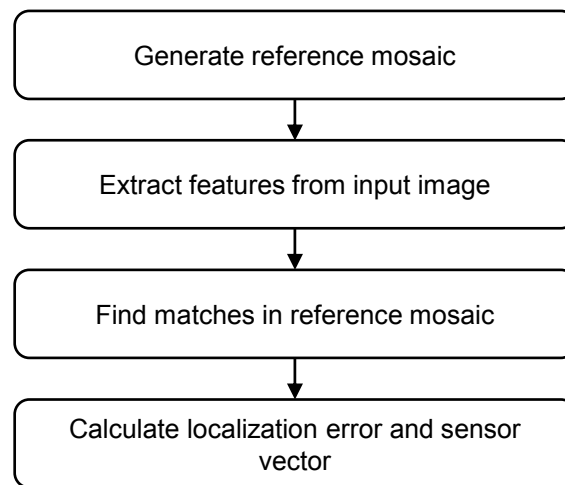 Generate reference mosaic
Extract features from input image
Find matches in reference mosaic
Calculate localization error and sensor
vector